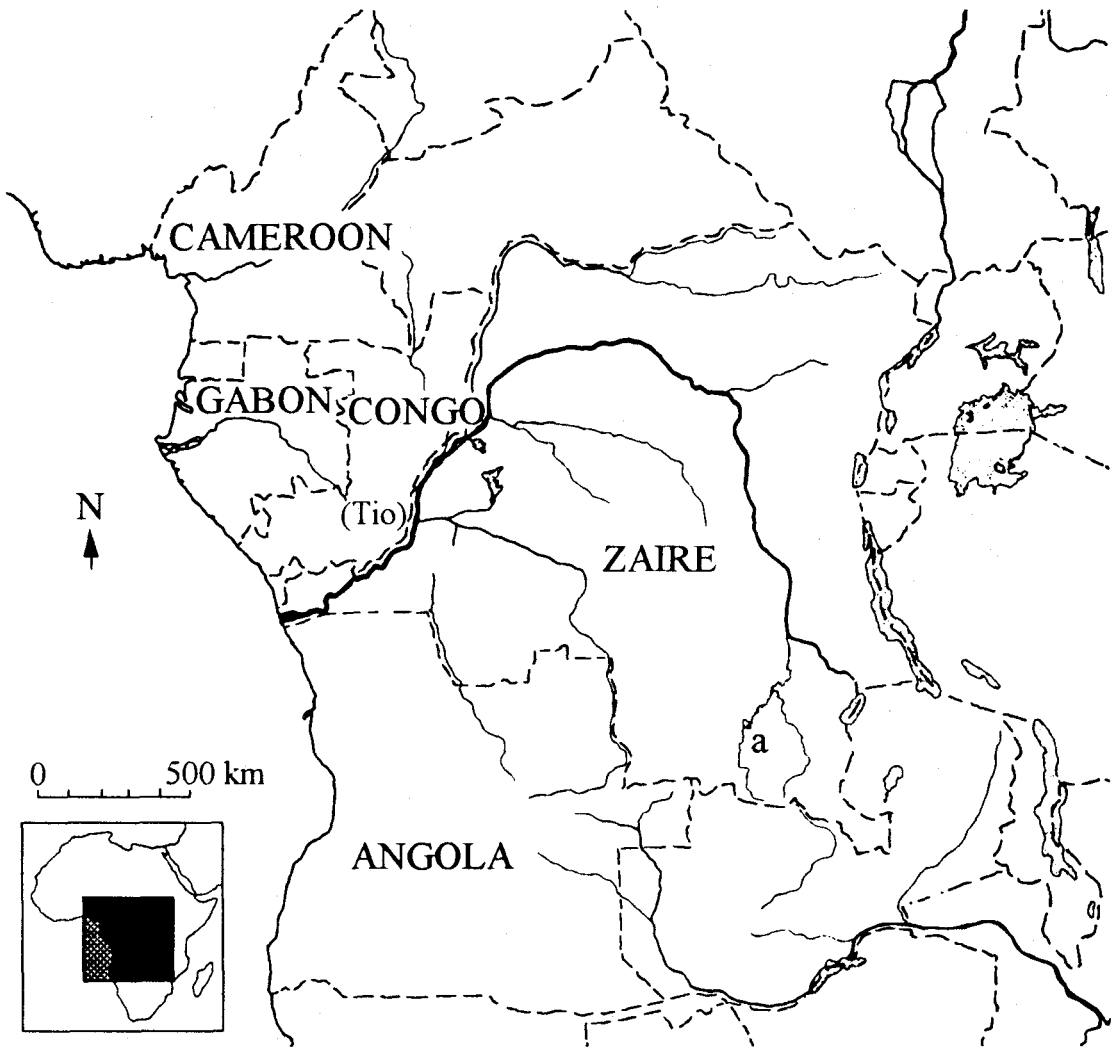 CAMEROON
GABON
CONGO
N
(Tio)
ZAIRE
a
0 500 km
ANGOLA